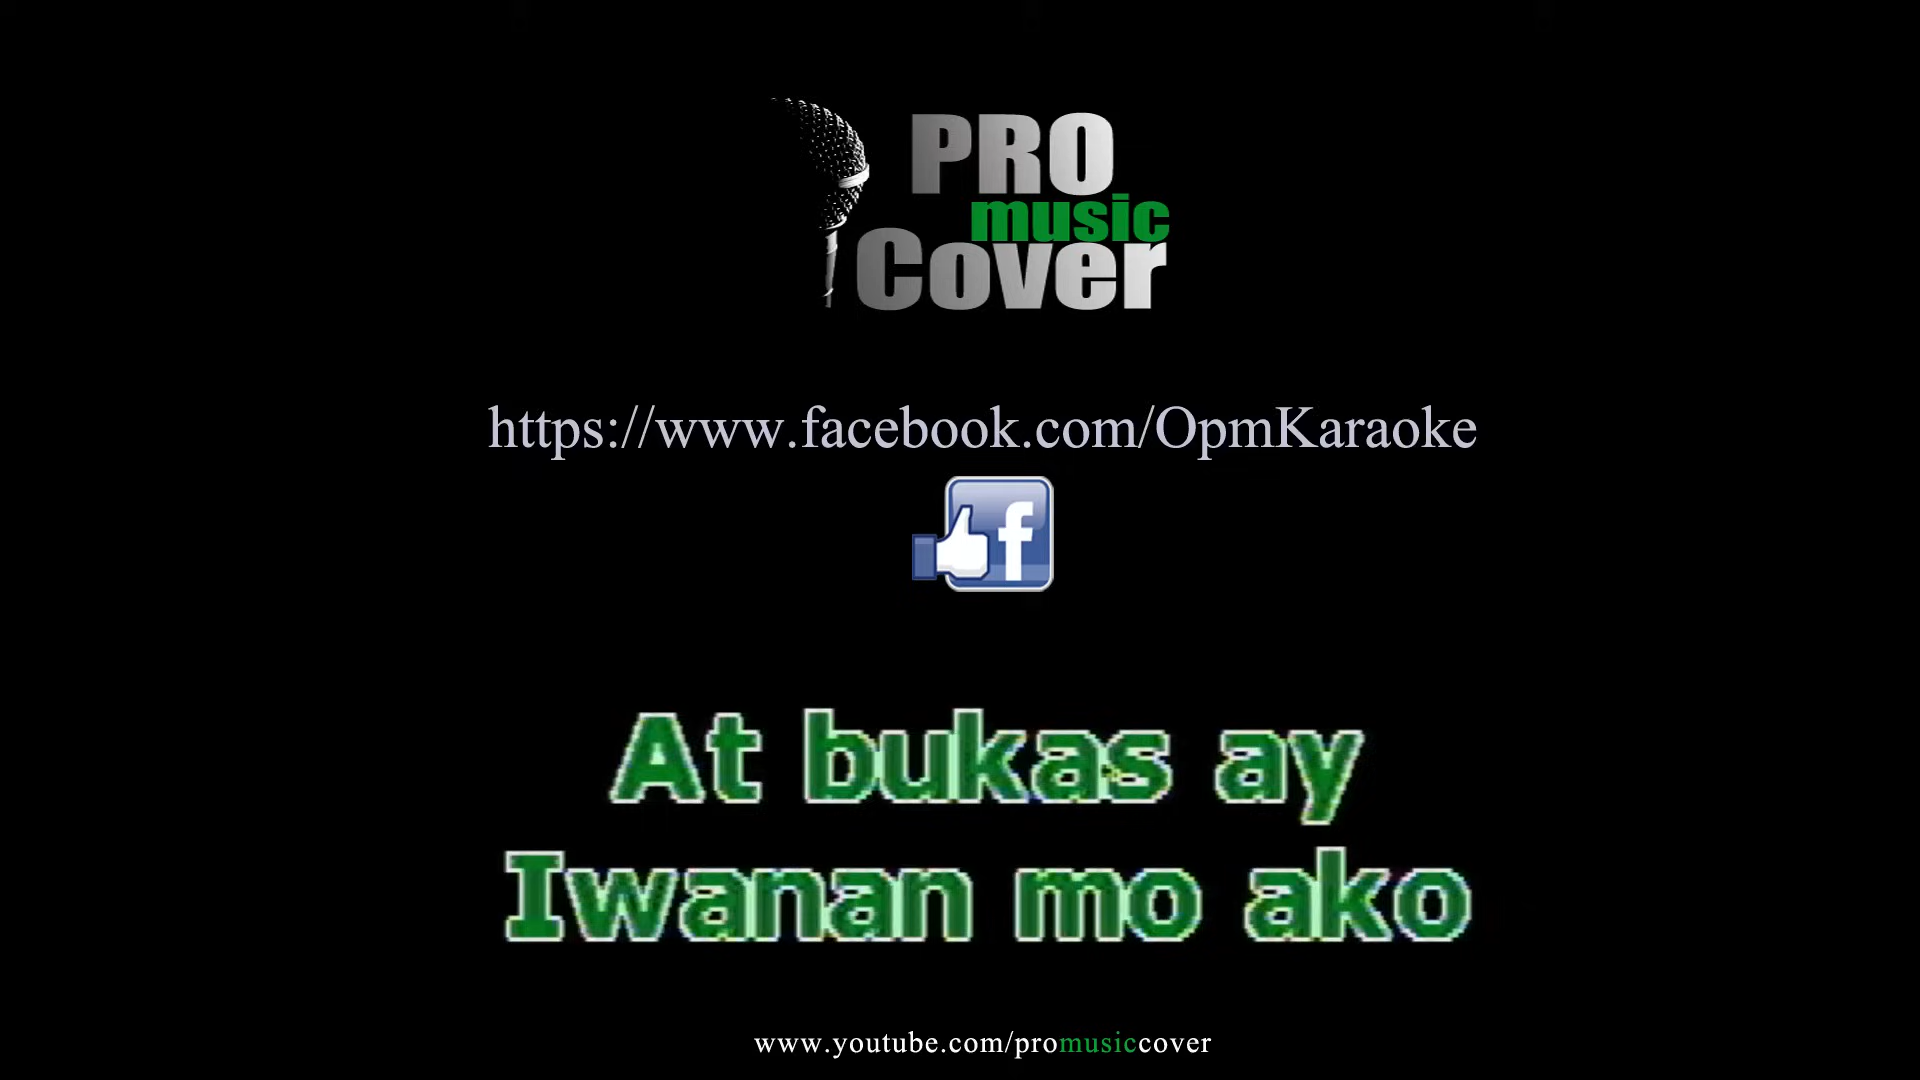 PRO
music
Cover
https://www.facebook.com/OpmKaraoke
f
At bukas ay
Iwanan mo ako
www.youtube.com/promusiccover